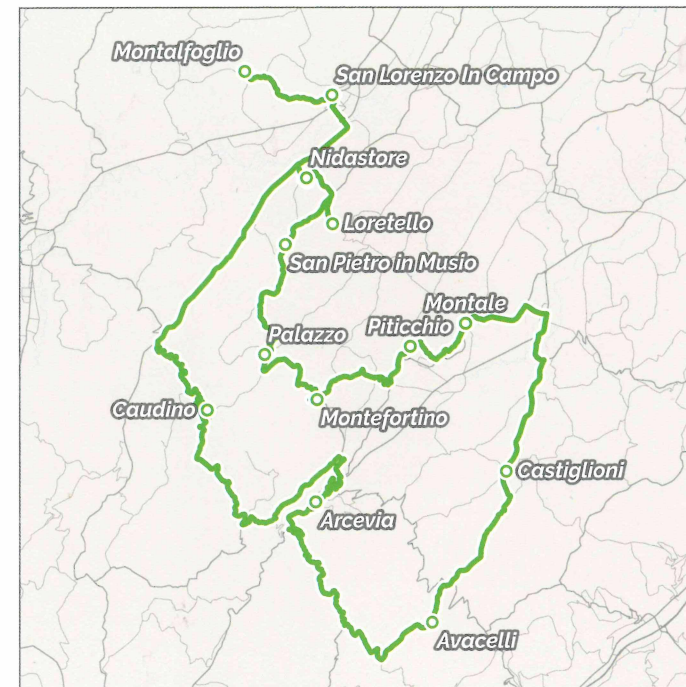 Montalfoglio
San Lorenzo In Campo
Nidastore
Loretello
San Pietro in Musio
Montale
Piticchio
Palazzo
Caudino
Montefortino
Castiglioni
Arcevia
Avacelli